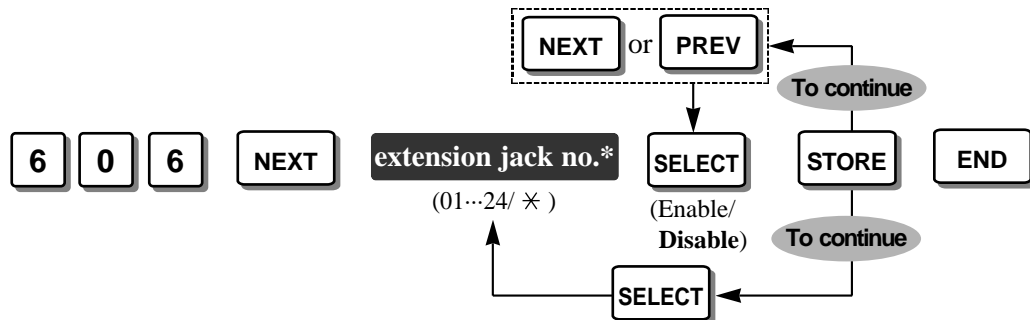 NEXT or PREV
To continue
6 0 6 NEXT extension jack no.* SELECT STORE END
(01···24/ ✳ )
(Enable/
Disable)
To continue
SELECT